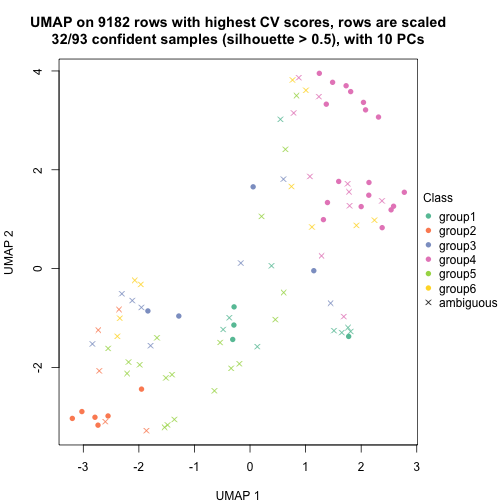 UMAP on 9182 rows with highest CV scores, rows are scaled
32/93 confident samples (silhouette > 0.5), with 10 PCs
4
2
0
-2
UMAP 2
-3
-2
-1
0
1
2
3
UMAP 1
Class
group1
group2
group3
group4
group5
group6
ambiguous